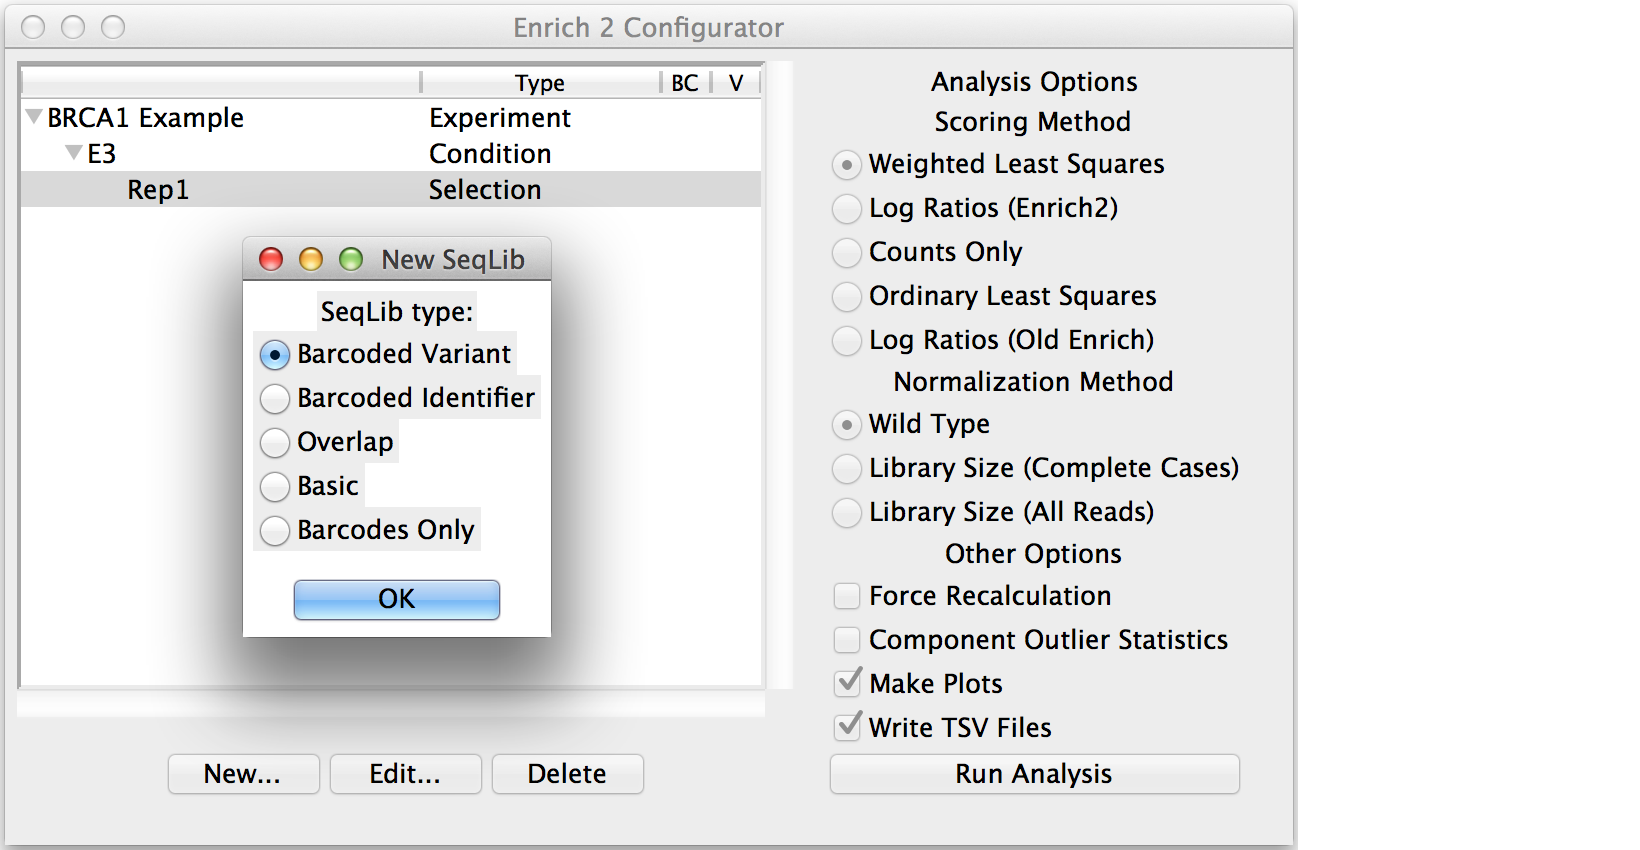 Enrich 2 Configurator
Type BC V
BRCA1 Example Experiment
E3 Condition
Rep1 Selection
New SeqLib
SeqLib type:
Barcoded Variant
Barcoded Identifier
Overlap
Basic
Barcodes Only
OK
New... Edit... Delete
Analysis Options
Scoring Method
Weighted Least Squares
Log Ratios (Enrich2)
Counts Only
Ordinary Least Squares
Log Ratios (Old Enrich)
Normalization Method
Wild Type
Library Size (Complete Cases)
Library Size (All Reads)
Other Options
Force Recalculation
Component Outlier Statistics
Make Plots
Write TSV Files
Run Analysis